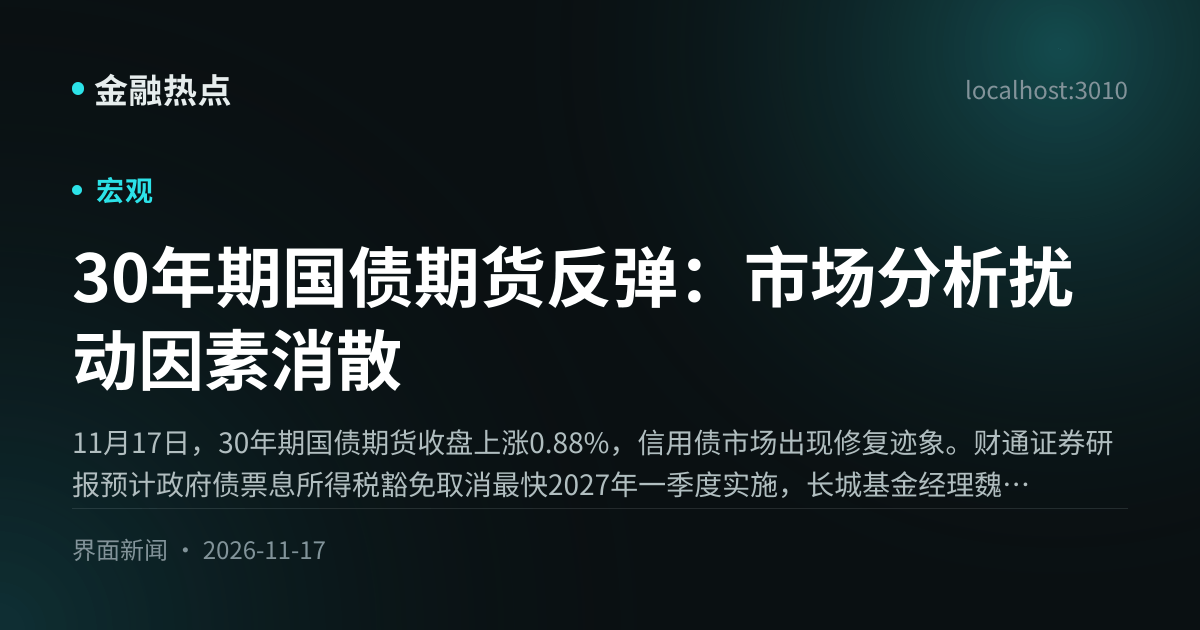 金融热点
localhost:3010
宏观
30年期国债期货反弹：市场分析扰
动因素消散
11月17日，30年期国债期货收盘上涨0.88%，信用债市场出现修复迹象。财通证券研
报预计政府债票息所得税豁免取消最快2027年一季度实施，长城基金经理魏…
界面新闻 • 2026-11-17